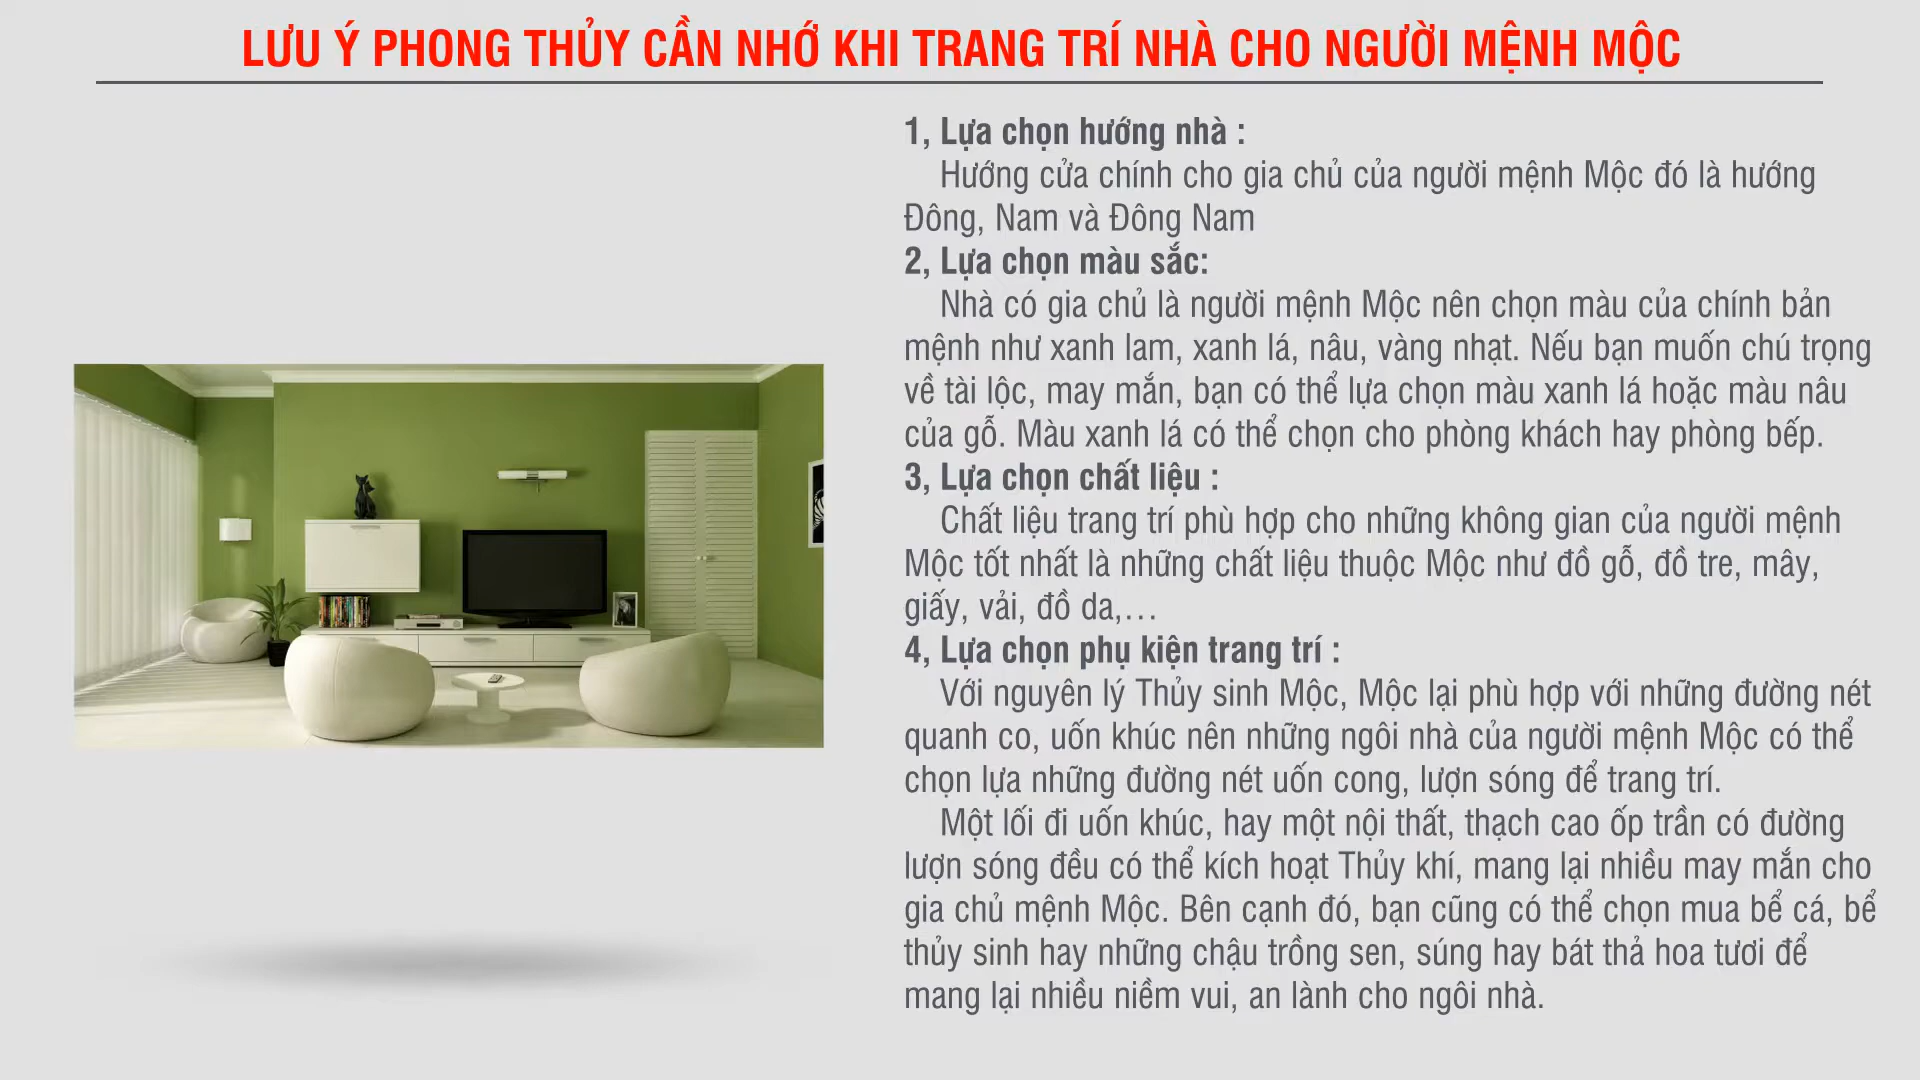 LƯU Ý PHONG THỦY CẦN NHỚ KHI TRANG TRÍ NHÀ CHO NGƯỜI MỆNH MỘC
1, Lựa chọn hướng nhà :
Hướng cửa chính cho gia chủ của người mệnh Mộc đó là hướng
Đông, Nam và Đông Nam
2, Lựa chọn màu sắc:
Nhà có gia chủ là người mệnh Mộc nên chọn màu của chính bản
mệnh như xanh lam, xanh lá, nâu, vàng nhạt. Nếu bạn muốn chú trọng
về tài lộc, may mắn, bạn có thể lựa chọn màu xanh lá hoặc màu nâu
của gỗ. Màu xanh lá có thể chọn cho phòng khách hay phòng bếp.
3, Lựa chọn chất liệu :
Chất liệu trang trí phù hợp cho những không gian của người mệnh
Mộc tốt nhất là những chất liệu thuộc Mộc như đồ gỗ, đồ tre, mây,
giấy, vải, đồ da,…
4, Lựa chọn phụ kiện trang trí :
Với nguyên lý Thủy sinh Mộc, Mộc lại phù hợp với những đường nét
quanh co, uốn khúc nên những ngôi nhà của người mệnh Mộc có thể
chọn lựa những đường nét uốn cong, lượn sóng để trang trí.
Một lối đi uốn khúc, hay một nội thất, thạch cao ốp trần có đường
lượn sóng đều có thể kích hoạt Thủy khí, mang lại nhiều may mắn cho
gia chủ mệnh Mộc. Bên cạnh đó, bạn cũng có thể chọn mua bể cá, bể
thủy sinh hay những chậu trồng sen, súng hay bát thả hoa tươi để
mang lại nhiều niềm vui, an lành cho ngôi nhà.